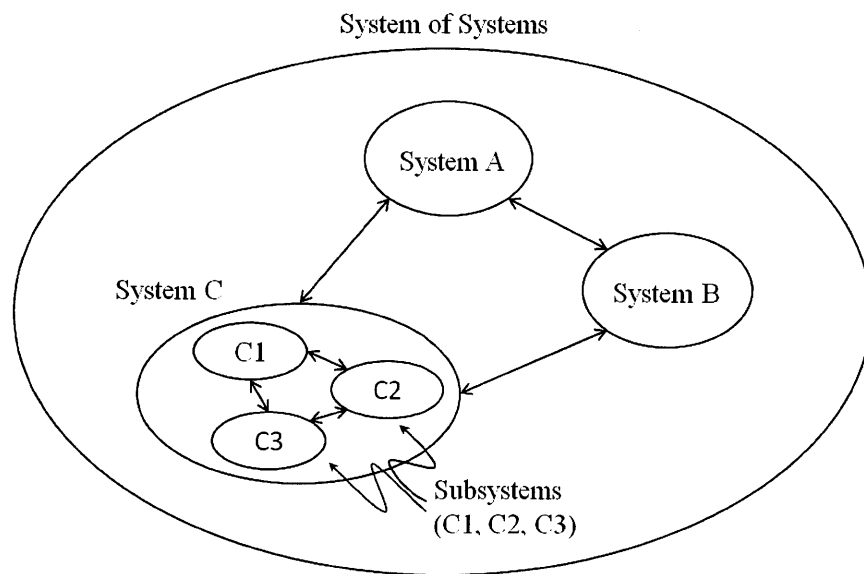 System of Systems
System A
System B
System C
C1
C2
C3
Subsystems
(C1, C2, C3)